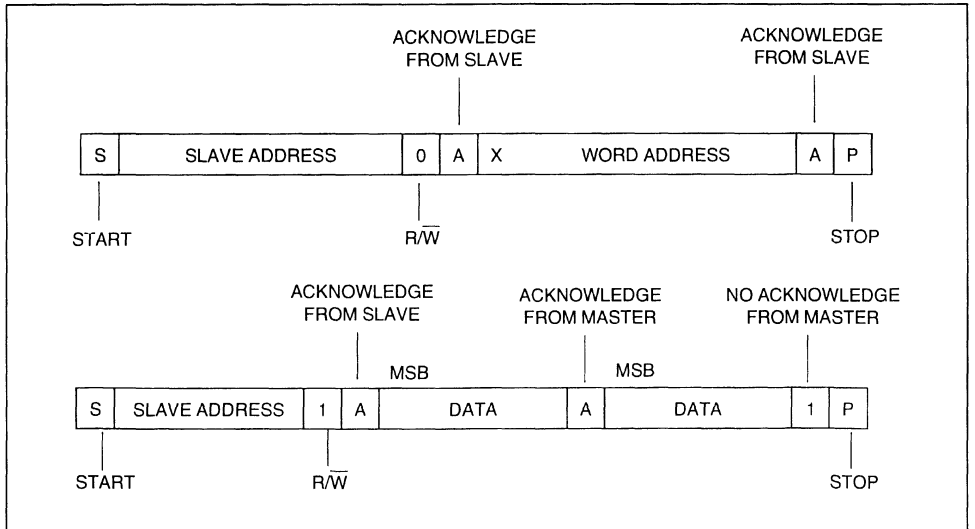 ACKNOWLEDGE FROM SLAVE
ACKNOWLEDGE FROM SLAVE
S SLAVE ADDRESS 0 A X WORD ADDRESS A P
START R/W̅ STOP
ACKNOWLEDGE FROM SLAVE
ACKNOWLEDGE FROM MASTER
NO ACKNOWLEDGE FROM MASTER
MSB MSB
S SLAVE ADDRESS 1 A DATA A DATA 1 P
START R/W̅ STOP